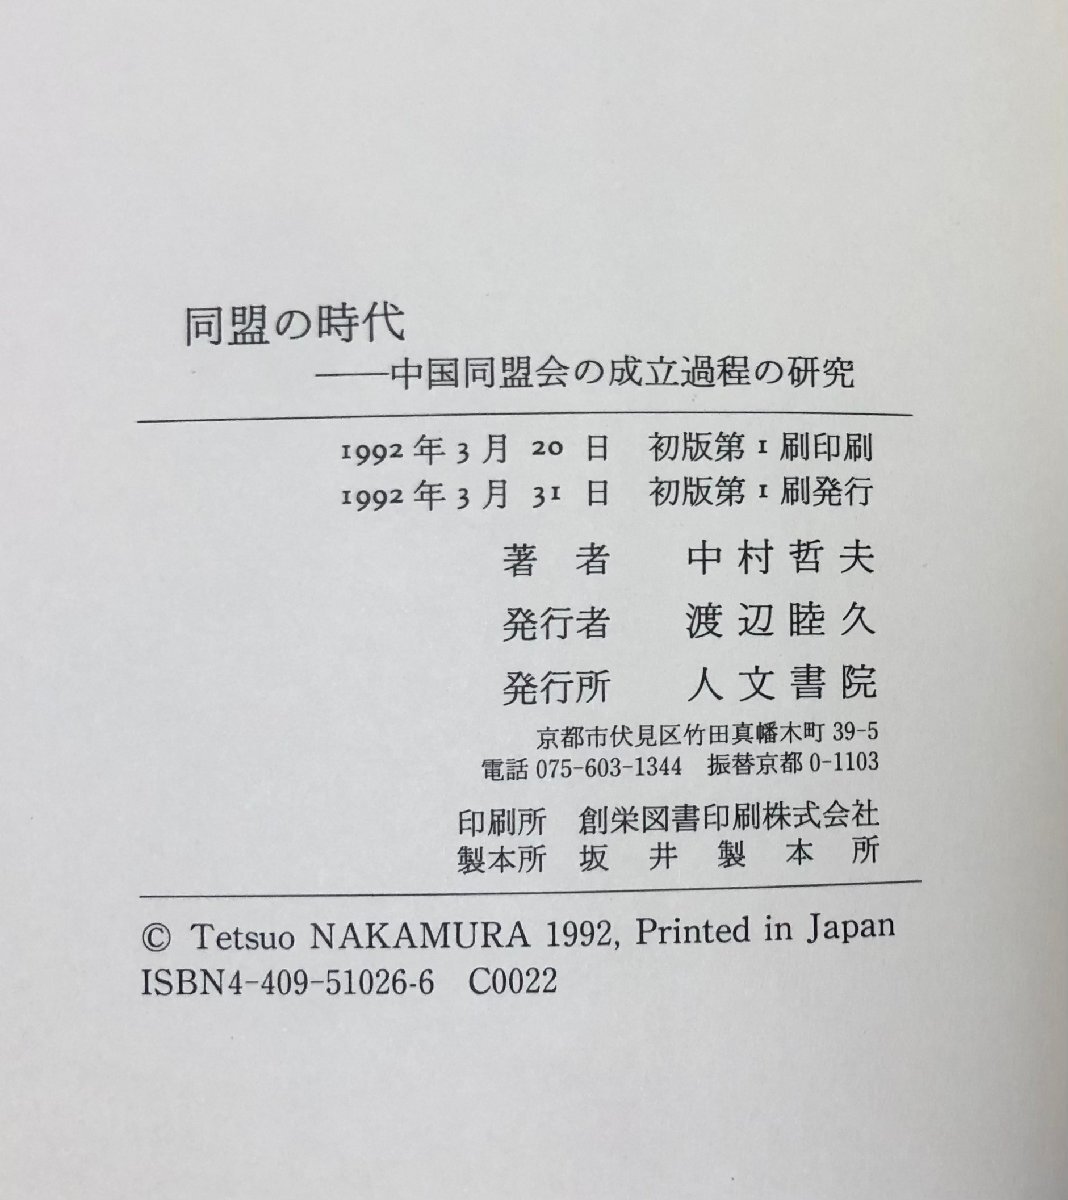 同盟の時代
──中国同盟会の成立過程の研究
1992年3月20日 初版第1刷印刷
1992年3月31日 初版第1刷発行
著者 中村哲夫
発行者 渡辺睦久
発行所 人文書院
京都市伏見区竹田真幡木町39-5
電話075-603-1344 振替京都0-1103
印刷所 創栄図書印刷株式会社
製本所 坂井製本所
© Tetsuo NAKAMURA 1992, Printed in Japan
ISBN4-409-51026-6 C0022